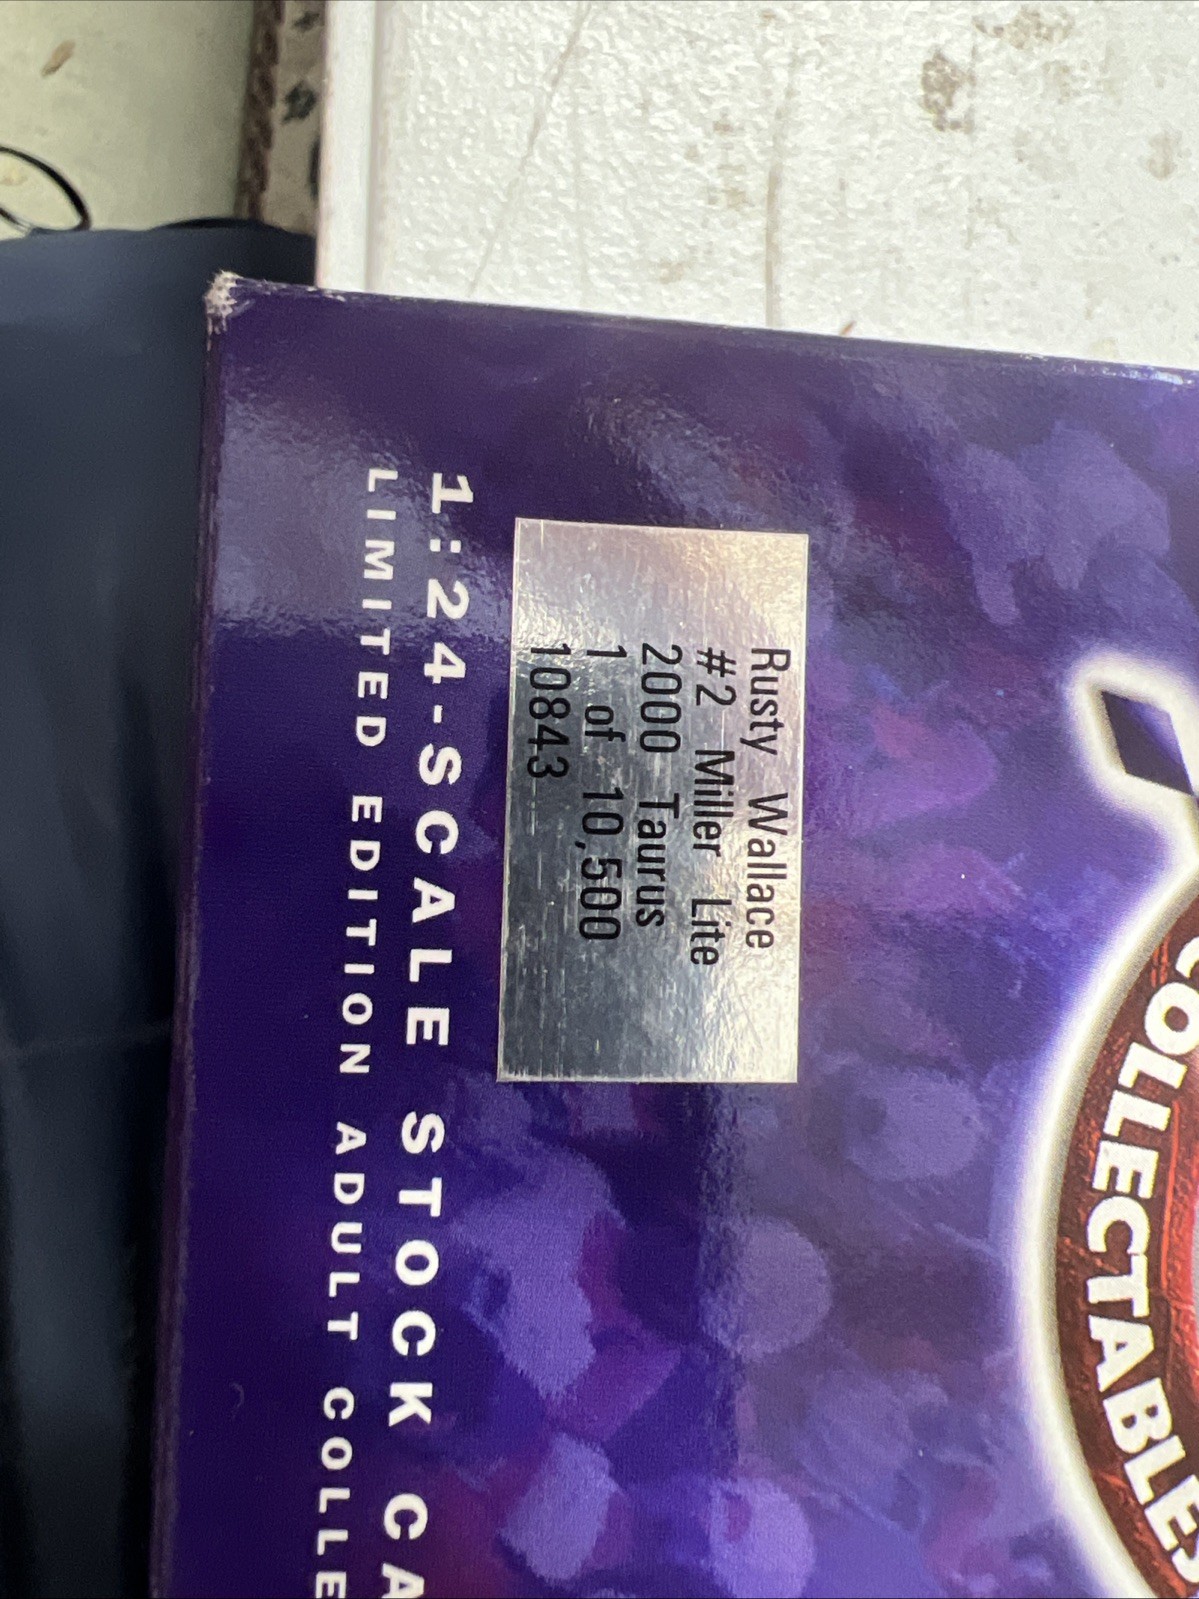 Rusty Wallace
#2 Miller Lite
2000 Taurus
1 of 10,500
10843
1:24-SCALE STOCK CA
LIMITED EDITION ADULT COLLE
COLLECTABLES